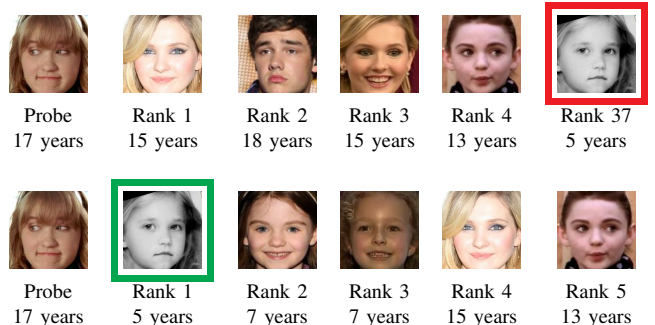 Probe Rank 1 Rank 2 Rank 3 Rank 4 Rank 37
17 years 15 years 18 years 15 years 13 years 5 years
Probe Rank 1 Rank 2 Rank 3 Rank 4 Rank 5
17 years 5 years 7 years 7 years 15 years 13 years